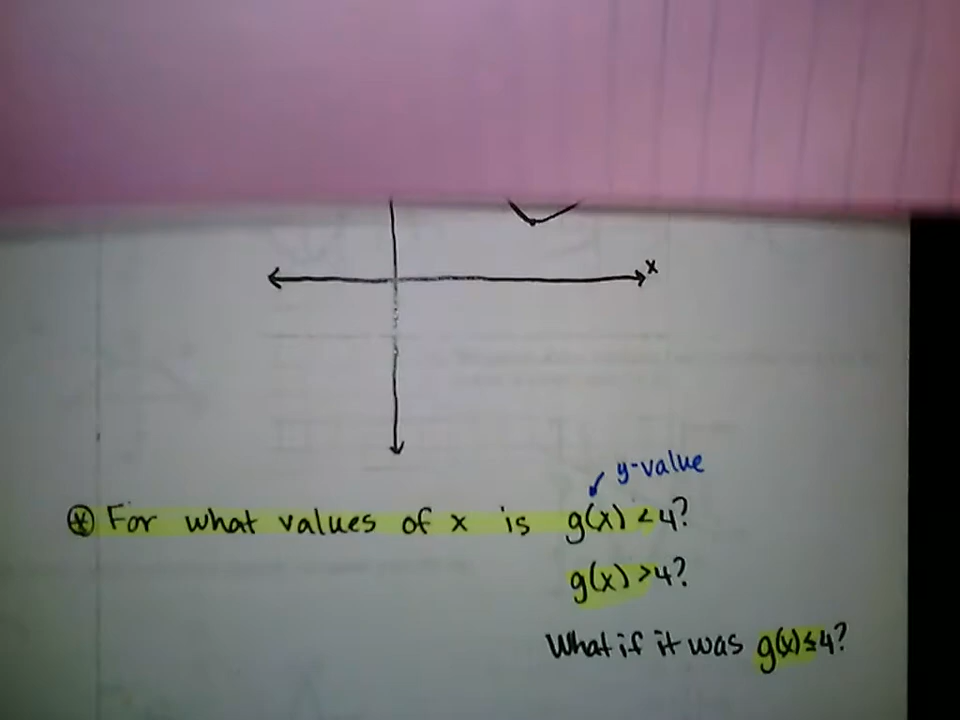 x
y-value
* For what values of x is g(x) < 4?
g(x) > 4?
What if it was g(x) ≤ 4?